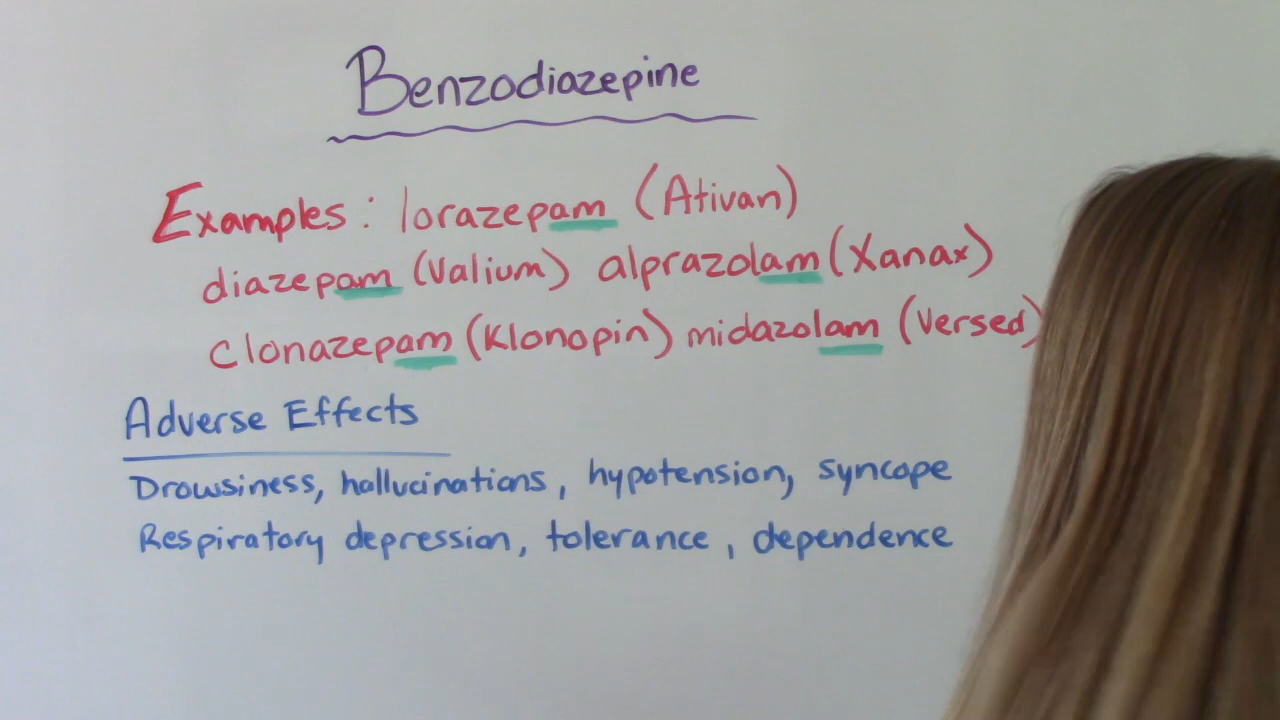 Benzodiazepine
Examples: lorazepam (Ativan)
diazepam (Valium) alprazolam (Xanax)
clonazepam (Klonopin) midazolam (Versed)
Adverse Effects
Drowsiness, hallucinations, hypotension, syncope
Respiratory depression, tolerance, dependence